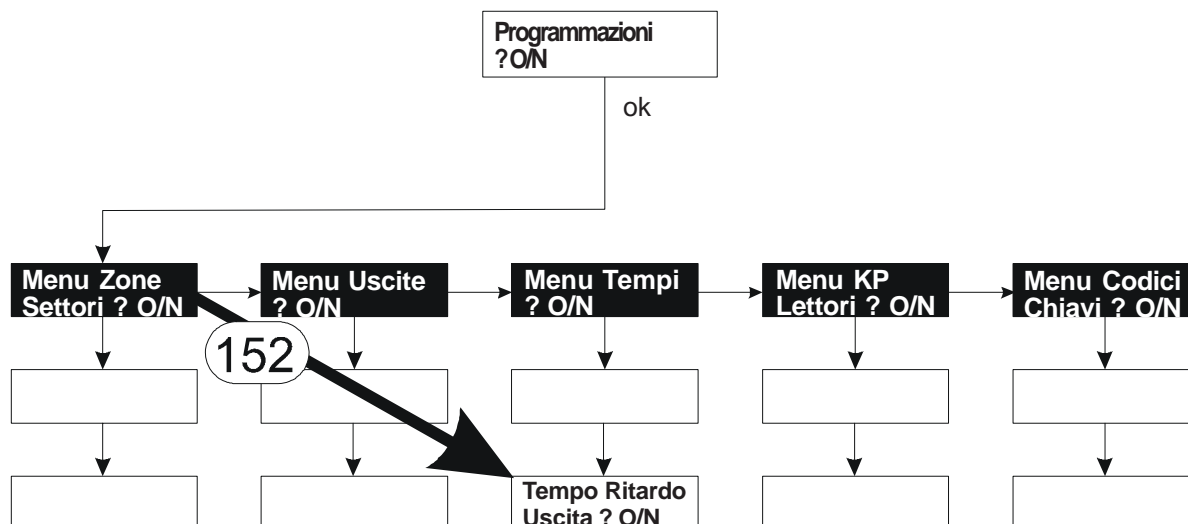 Programmazioni
?O/N
ok
Menu Zone
Settori ? O/N
Menu Uscite
? O/N
Menu Tempi
? O/N
Menu KP
Lettori ? O/N
Menu Codici
Chiavi ? O/N
152
Tempo Ritardo
Uscita ? O/N